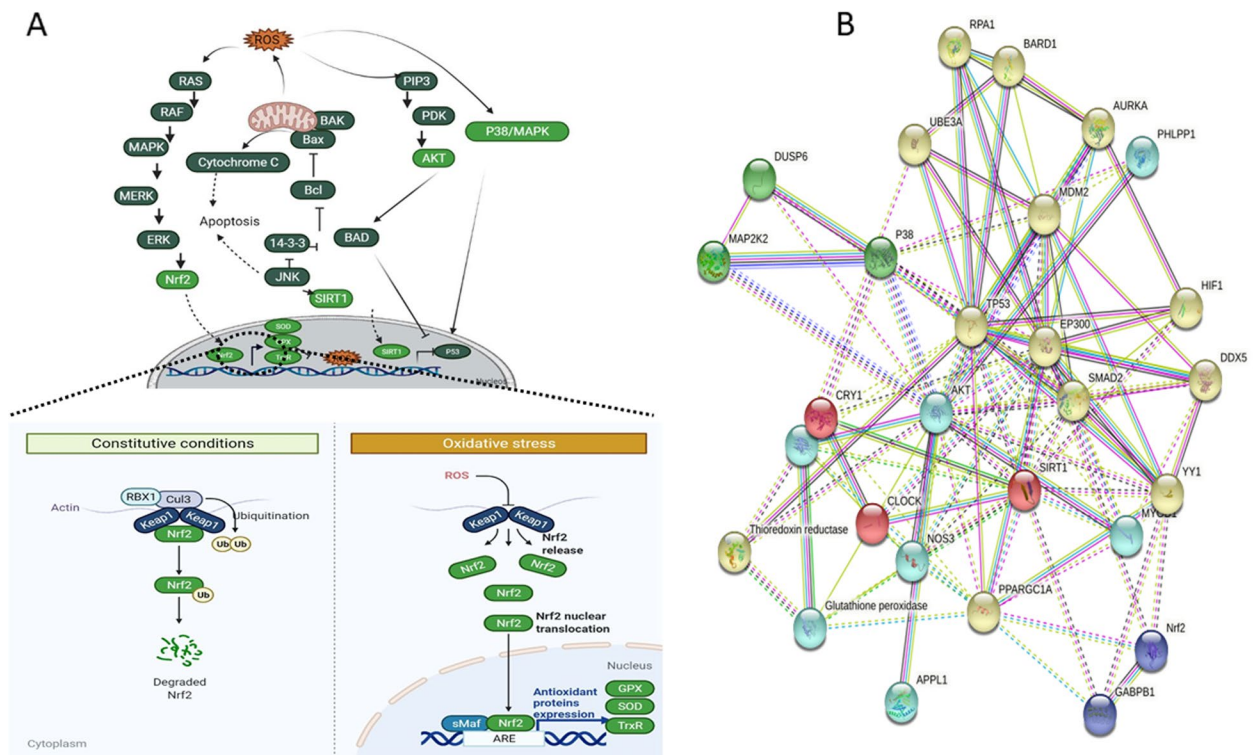 A
ROS
RAS
RAF
MAPK
MERK
ERK
Nrf2
BAK
Bax
Cytochrome C
Bcl
Apoptosis
14-3-3
JNK
SIRT1
PIP3
PDK
AKT
P38/MAPK
BAD
SOD
GPX
TrxR
Nrf2
SIRT1
P53
Nucleus
Constitutive conditions
RBX1
Cul3
Actin
Keap1
Keap1
Ubiquitination
Nrf2
Ub
Ub
Nrf2
Ub
Degraded
Nrf2
Cytoplasm
Oxidative stress
ROS
Keap1
Keap1
Nrf2
release
Nrf2
Nrf2
Nrf2
Nrf2
Nrf2 nuclear
translocation
Nucleus
Antioxidant
proteins
expression
GPX
SOD
TrxR
sMaf
Nrf2
ARE
B
RPA1
BARD1
AURKA
UBE3A
PHLPP1
DUSP6
MDM2
MAP2K2
P38
HIF1
TP53
EP300
DDX5
SMAD2
CRY1
AKT
SIRT1
YY1
CLOCK
Thioredoxin reductase
NOS3
PPARGC1A
Glutathione peroxidase
Nrf2
APPL1
GABPB1